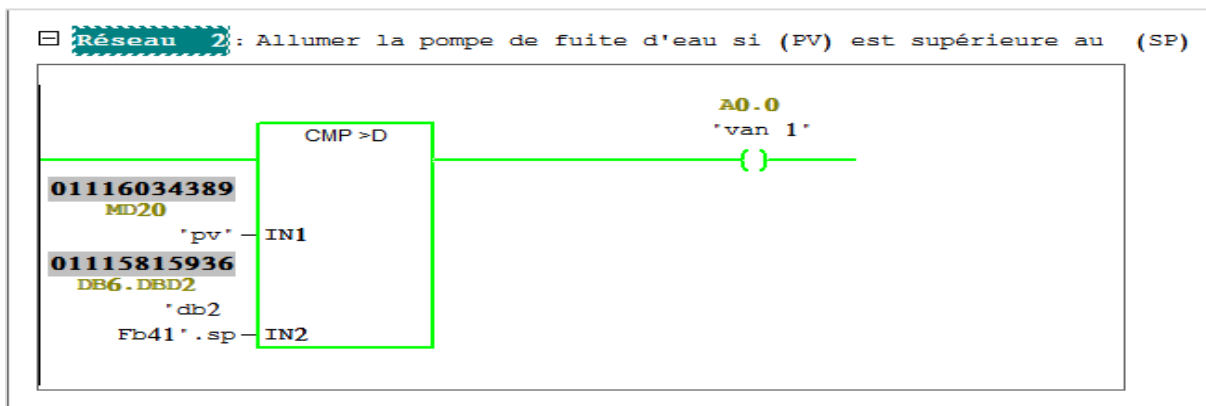 Réseau 2 : Allumer la pompe de fuite d'eau si (PV) est supérieure au (SP)
A0.0
"van 1"
CMP >D
01116034389
MD20
"pv"
IN1
01115815936
DB6.DBD2
"db2
Fb41".sp
IN2